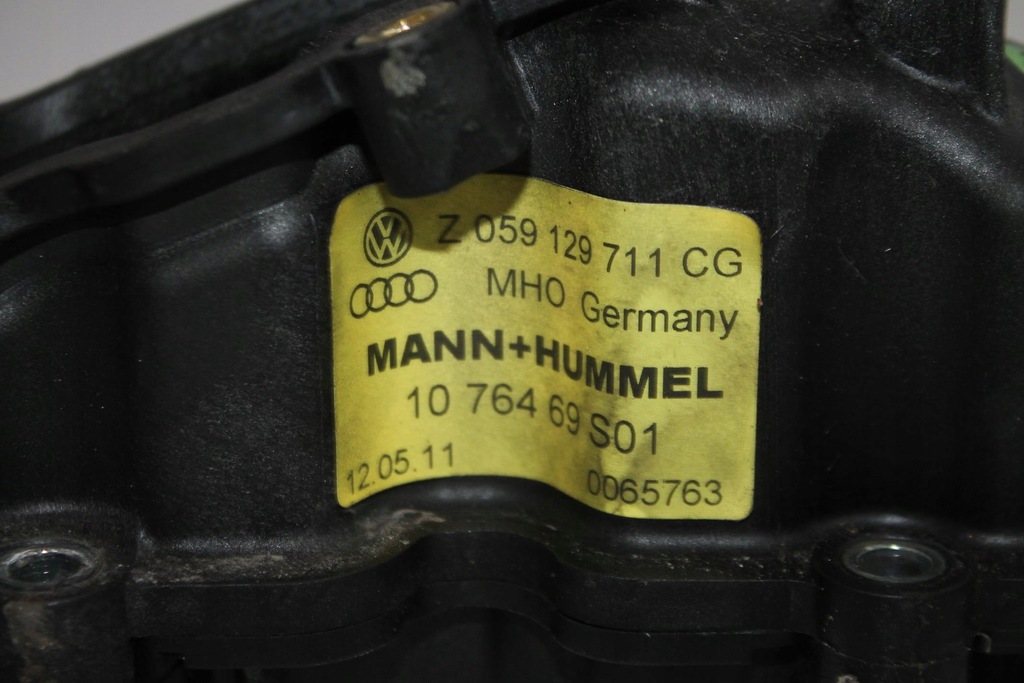 Z 059 129 711 CG
MHO Germany
MANN+HUMMEL
10 764 69 S01
12.05.11 0065763